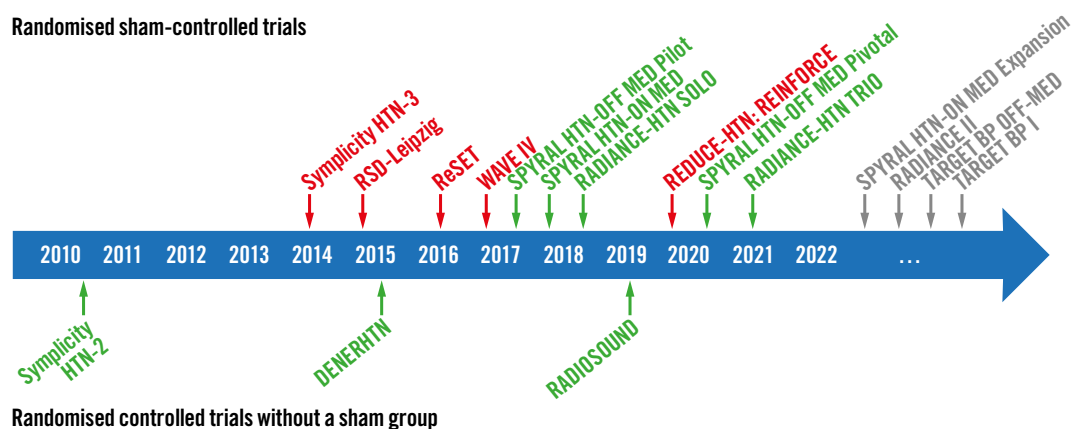 Randomised sham-controlled trials
Symplicity HTN-3
RSD-Leipzig
ReSET
WAVE IV
SPYRAL HTN-OFF MED Pilot
SPYRAL HTN-ON MED
RADIANCE-HTN SOLO
REDUCE-HTN: REINFORCE
SPYRAL HTN-OFF MED Pivotal
RADIANCE-HTN TRIO
SPYRAL HTN-ON MED Expansion
RADIANCE II
TARGET BP OFF-MED
TARGET BP I
2010 2011 2012 2013 2014 2015 2016 2017 2018 2019 2020 2021 2022 ...
Symplicity
HTN-2
DENERHTN
RADIOSOUND
Randomised controlled trials without a sham group